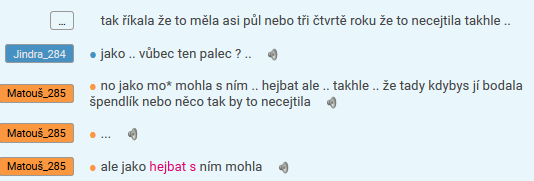 ... tak říkala že to měla asi půl nebo tři čtvrtě roku že to necejtila takhle ..
Jindra_284 jako .. vůbec ten palec ? ..
Matouš_285 no jako mo* mohla s ním .. hejbat ale .. takhle .. že tady kdybys jí bodala
špendlík nebo něco tak by to necejtila
Matouš_285 ...
Matouš_285 ale jako hejbat s ním mohla